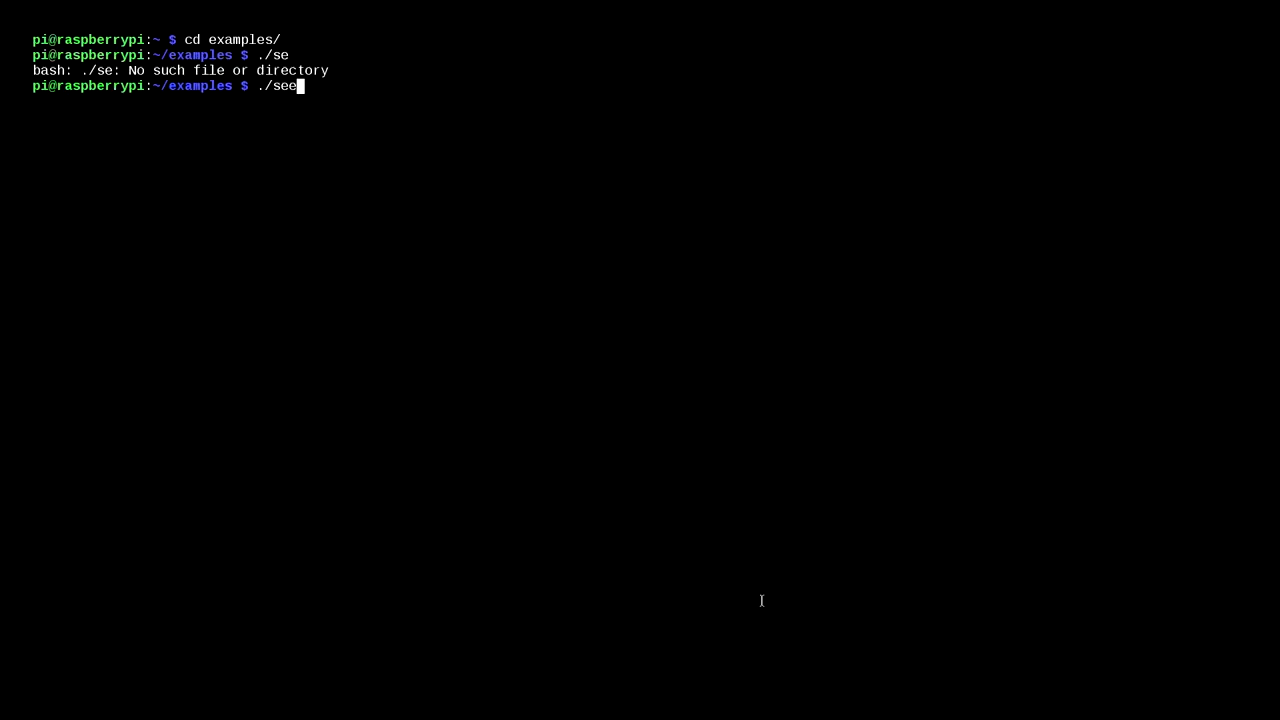 pi@raspberrypi:~ $ cd examples/
pi@raspberrypi:~/examples $ ./se
bash: ./se: No such file or directory
pi@raspberrypi:~/examples $ ./see